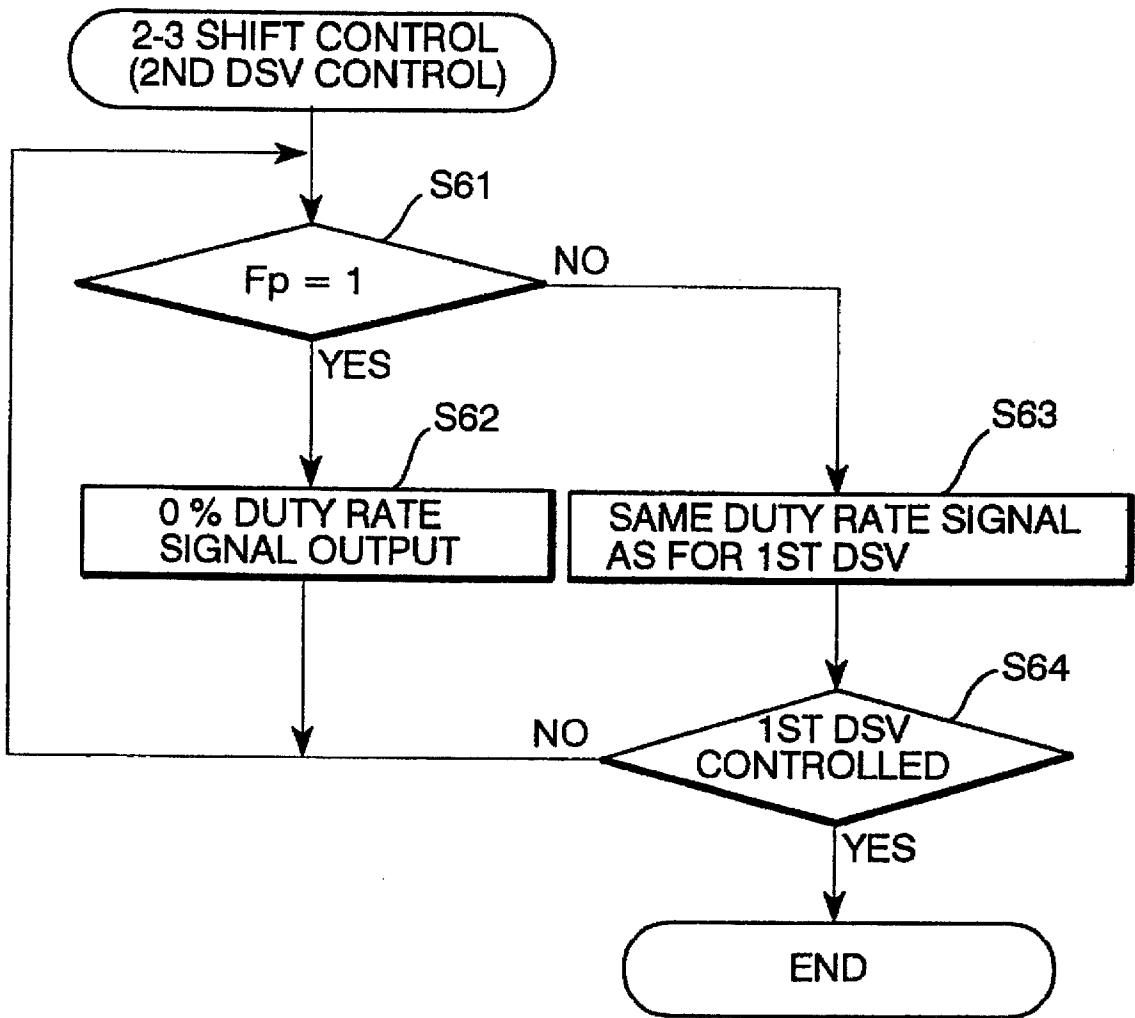 2-3 SHIFT CONTROL
(2ND DSV CONTROL)
S61
Fp = 1
NO
YES
S62
S63
0 % DUTY RATE
SIGNAL OUTPUT
SAME DUTY RATE SIGNAL
AS FOR 1ST DSV
S64
NO
1ST DSV
CONTROLLED
YES
END